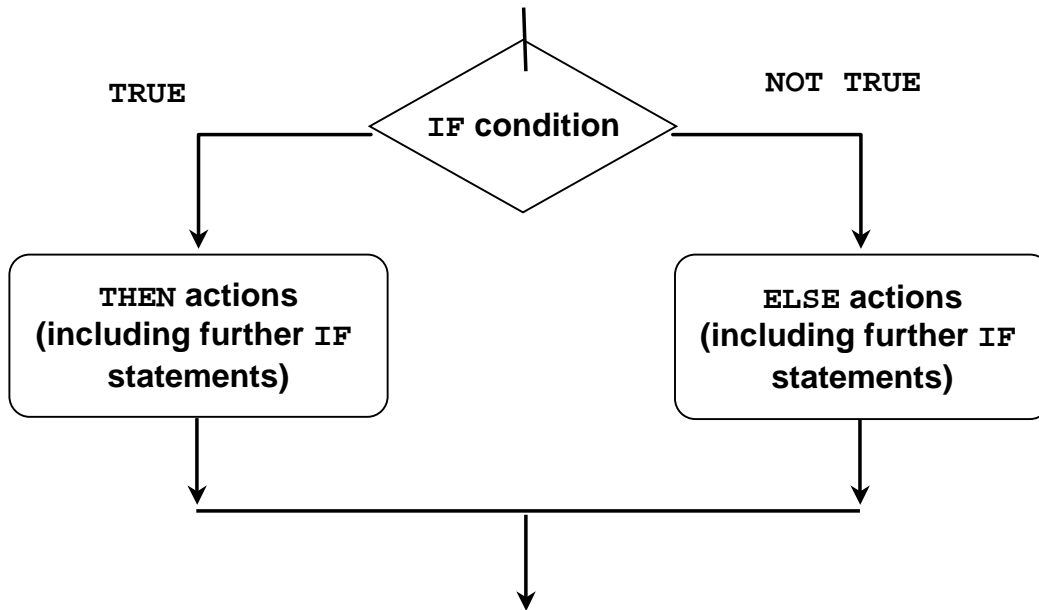 TRUE
NOT TRUE
IF condition
THEN actions
(including further IF
statements)
ELSE actions
(including further IF
statements)